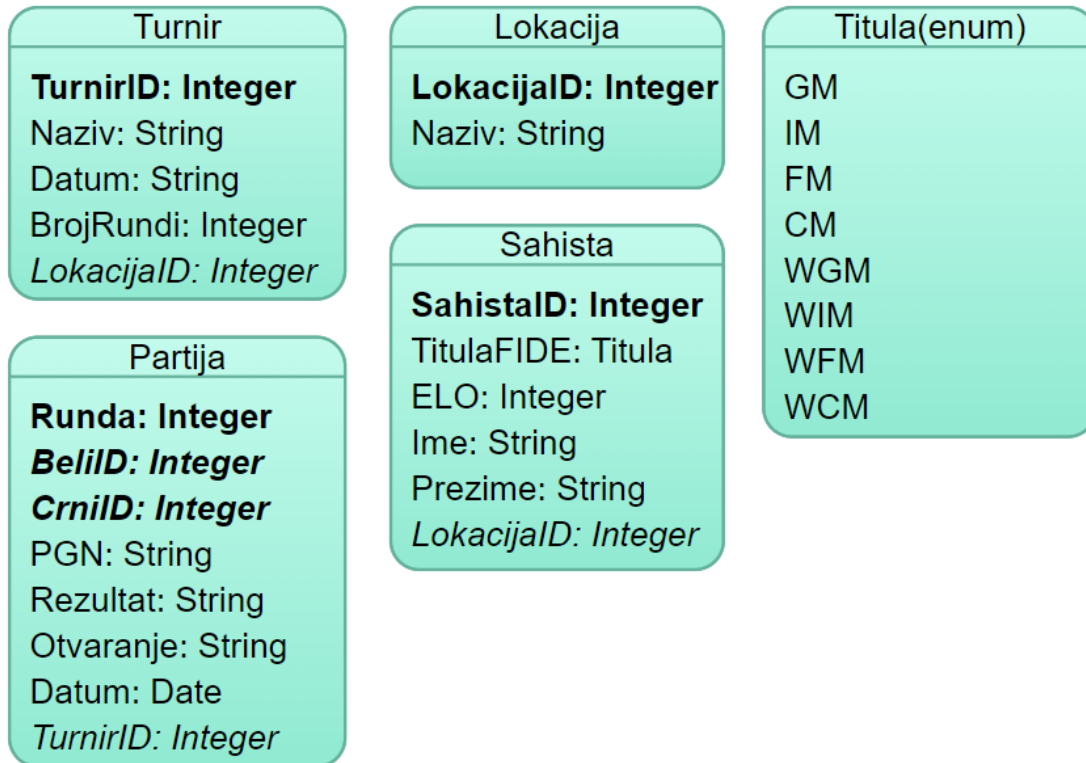 Turnir
TurnirID: Integer
Naziv: String
Datum: String
BrojRundi: Integer
LokacijaID: Integer
Partija
Runda: Integer
BeliID: Integer
CrniID: Integer
PGN: String
Rezultat: String
Otvaranje: String
Datum: Date
TurnirID: Integer
Lokacija
LokacijaID: Integer
Naziv: String
Sahista
SahistaID: Integer
TitulaFIDE: Titula
ELO: Integer
Ime: String
Prezime: String
LokacijaID: Integer
Titula(enum)
GM
IM
FM
CM
WGM
WIM
WFM
WCM